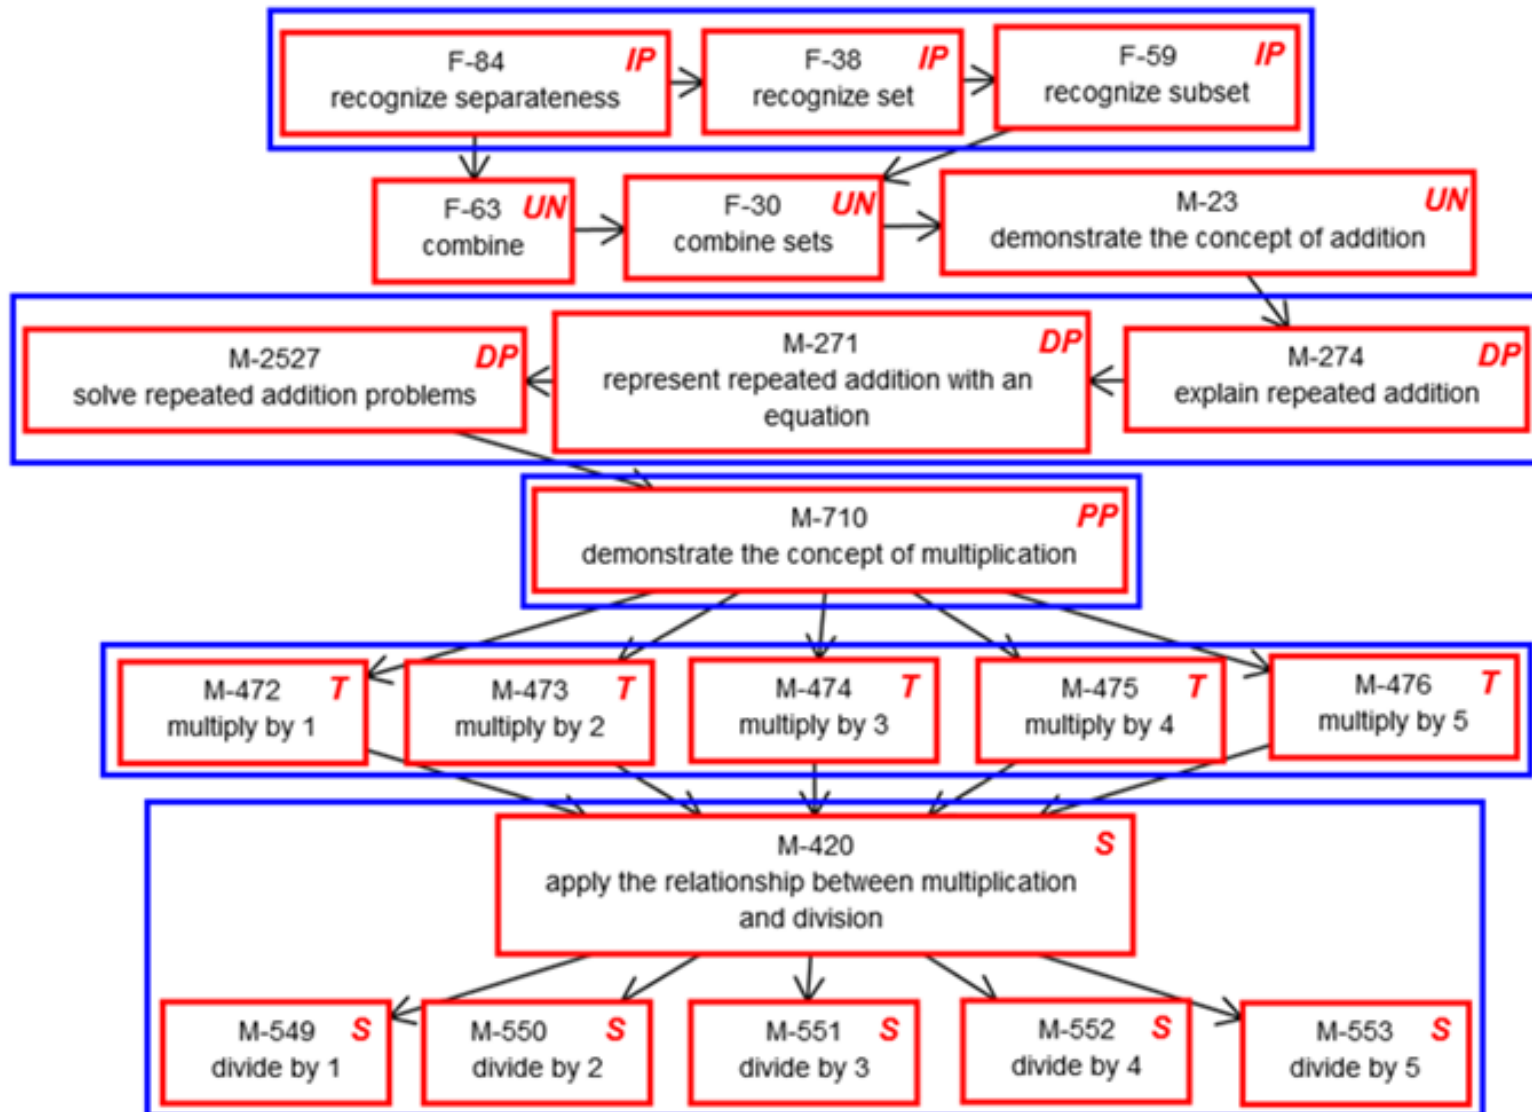 F-84 IP
recognize separateness
F-38 IP
recognize set
F-59 IP
recognize subset
F-63 UN
combine
F-30 UN
combine sets
M-23 UN
demonstrate the concept of addition
M-2527 DP
solve repeated addition problems
M-271 DP
represent repeated addition with an
equation
M-274 DP
explain repeated addition
M-710 PP
demonstrate the concept of multiplication
M-472 T
multiply by 1
M-473 T
multiply by 2
M-474 T
multiply by 3
M-475 T
multiply by 4
M-476 T
multiply by 5
M-420 S
apply the relationship between multiplication
and division
M-549 S
divide by 1
M-550 S
divide by 2
M-551 S
divide by 3
M-552 S
divide by 4
M-553 S
divide by 5